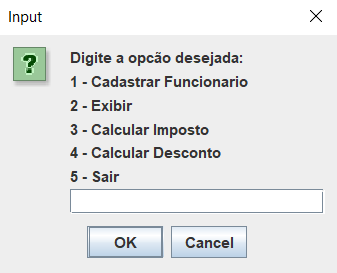 Input
Digite a opcão desejada:
1 - Cadastrar Funcionario
2 - Exibir
3 - Calcular Imposto
4 - Calcular Desconto
5 - Sair
OK
Cancel